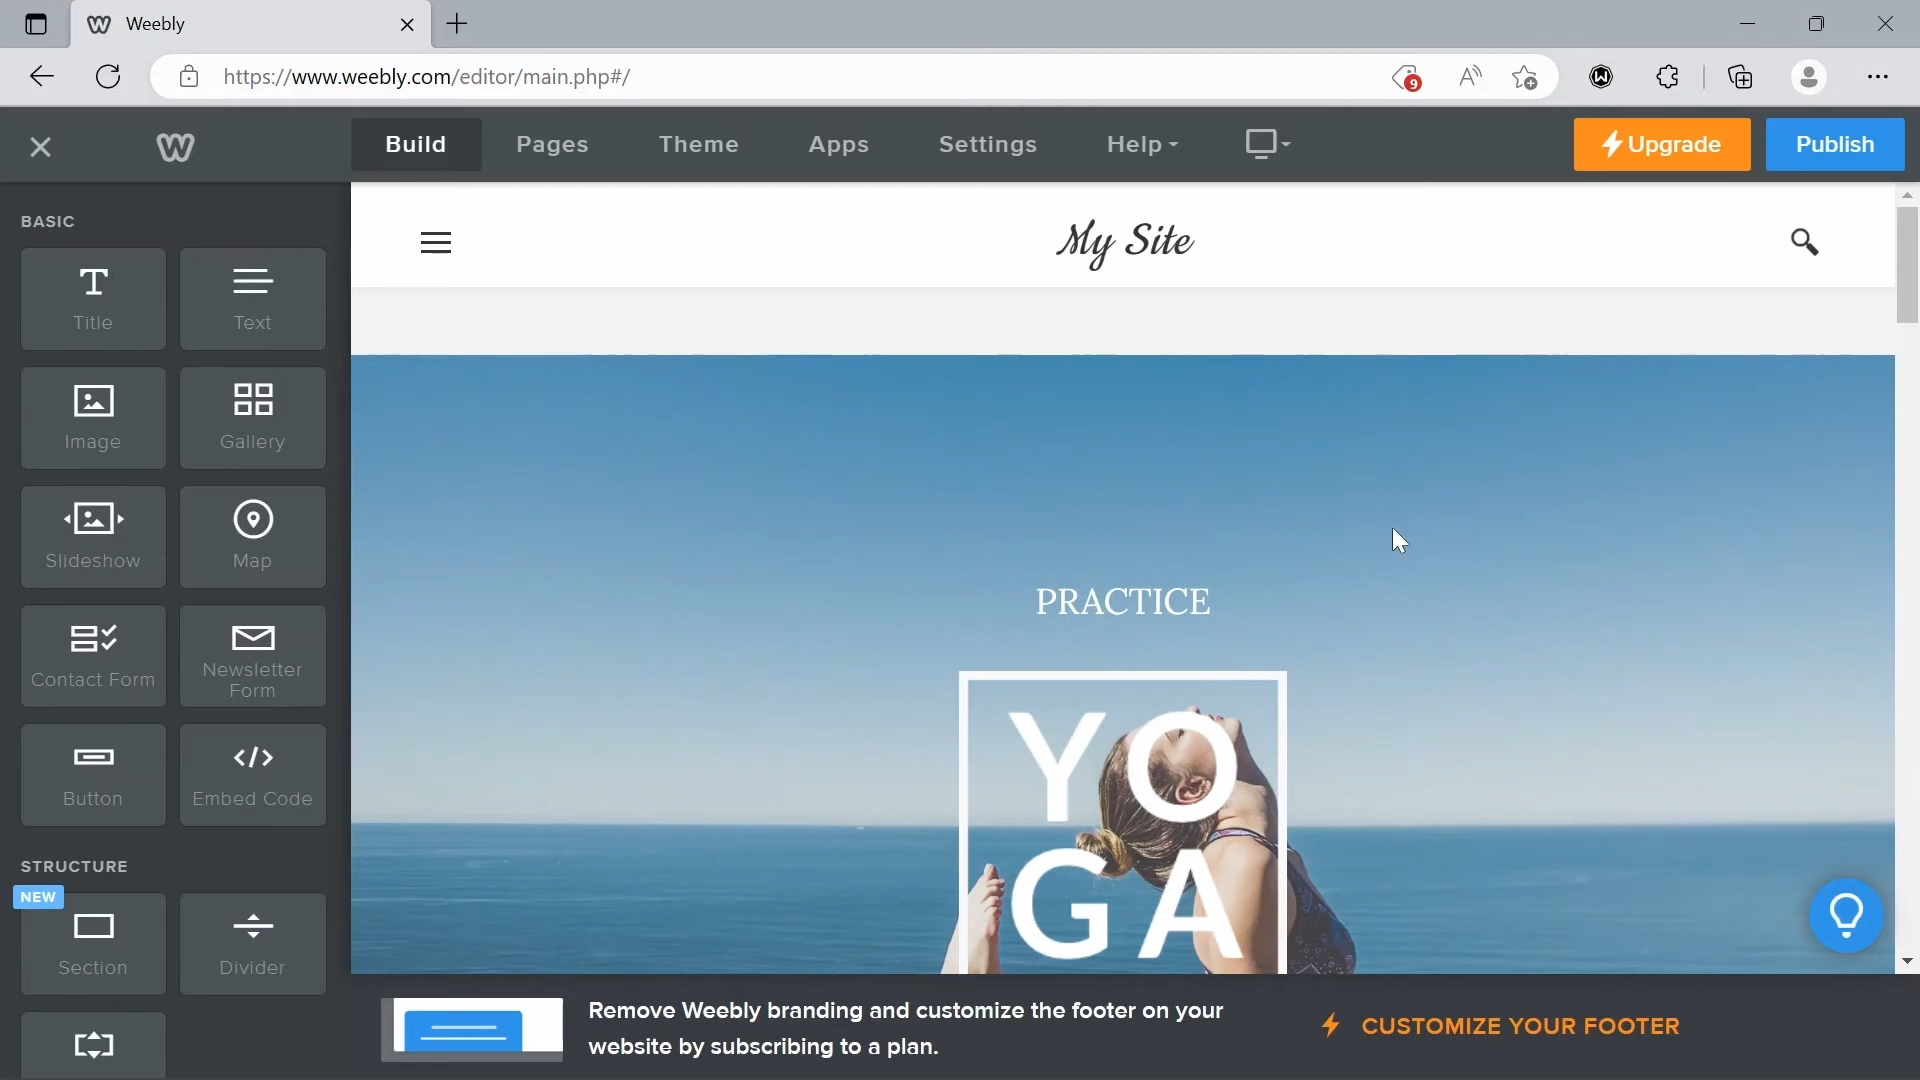 Weebly
https://www.weebly.com/editor/main.php#/
9
Build Pages Theme Apps Settings Help Upgrade Publish
BASIC
Title Text
Image Gallery
Slideshow Map
Contact Form Newsletter Form
Button Embed Code
STRUCTURE
NEW
Section Divider
My Site
PRACTICE
YO
GA
Remove Weebly branding and customize the footer on your
website by subscribing to a plan.
CUSTOMIZE YOUR FOOTER